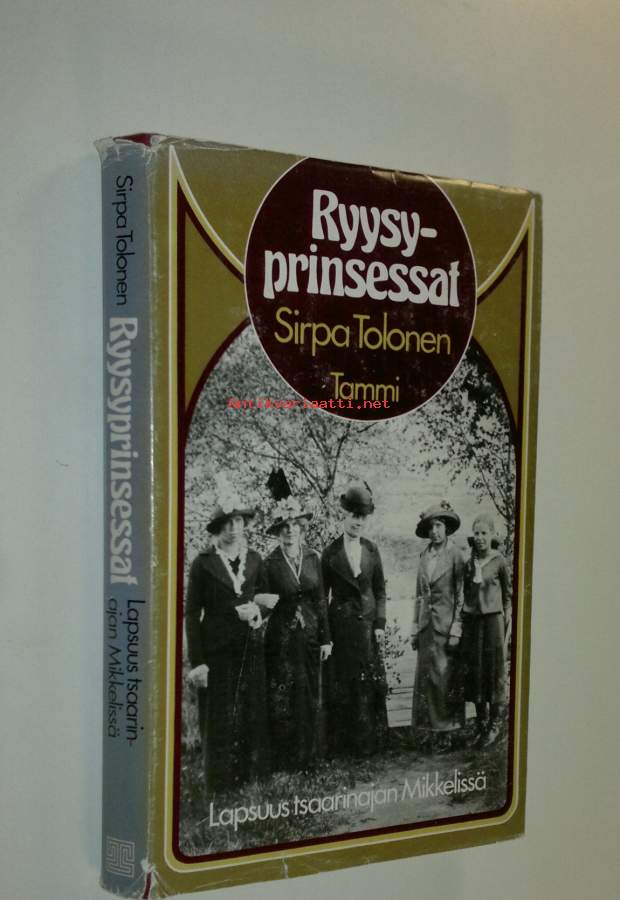 Sirpa Tolonen
Ryysyprinsessat
Lapsuus tsaarin-
ajan Mikkelissä
Ryysy-
prinsessat
Sirpa Tolonen
Tammi
antikvariaatti.net
Lapsuus tsaarinajan Mikkelissä